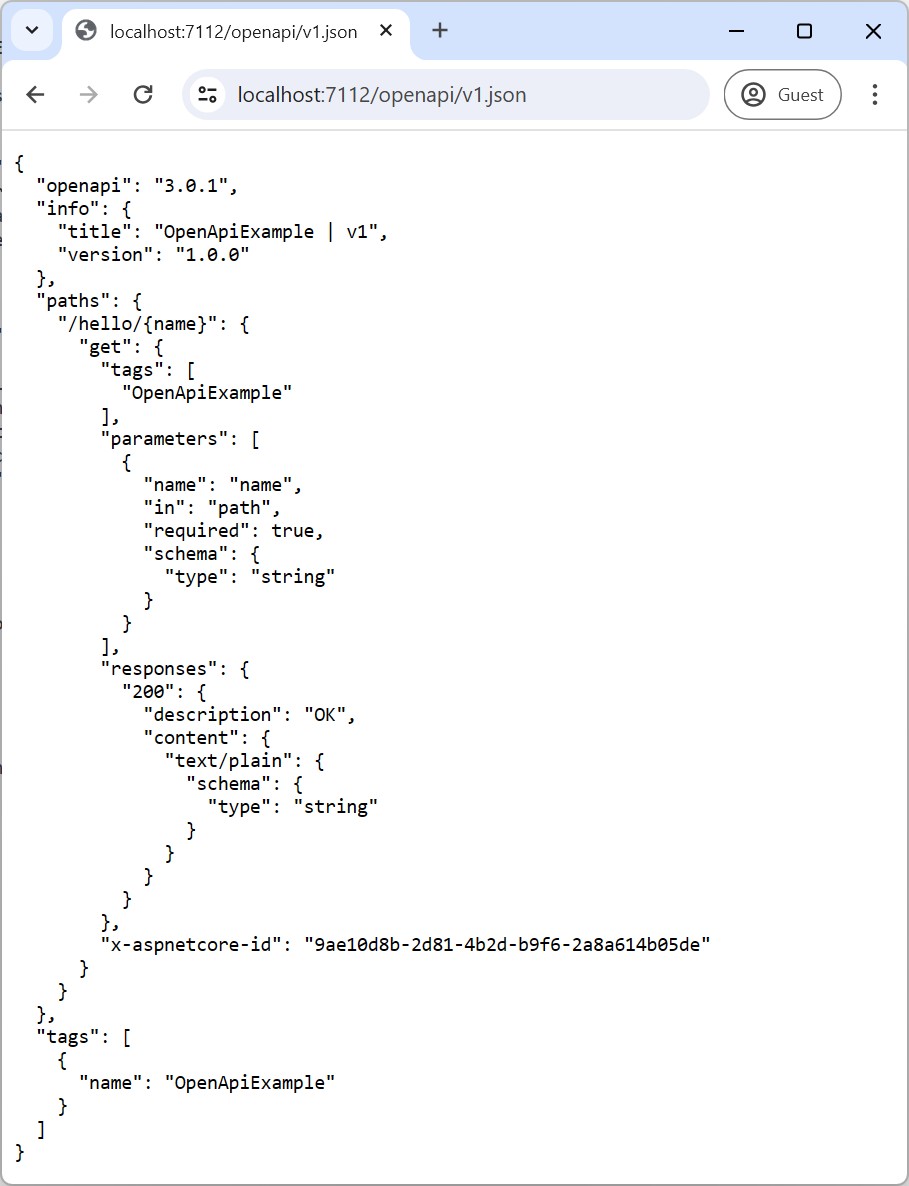 localhost:7112/openapi/v1.json
localhost:7112/openapi/v1.json
Guest
{
  "openapi": "3.0.1",
  "info": {
    "title": "OpenApiExample | v1",
    "version": "1.0.0"
  },
  "paths": {
    "/hello/{name}": {
      "get": {
        "tags": [
          "OpenApiExample"
        ],
        "parameters": [
          {
            "name": "name",
            "in": "path",
            "required": true,
            "schema": {
              "type": "string"
            }
          }
        ],
        "responses": {
          "200": {
            "description": "OK",
            "content": {
              "text/plain": {
                "schema": {
                  "type": "string"
                }
              }
            }
          }
        },
        "x-aspnetcore-id": "9ae10d8b-2d81-4b2d-b9f6-2a8a614b05de"
      }
    }
  },
  "tags": [
    {
      "name": "OpenApiExample"
    }
  ]
}